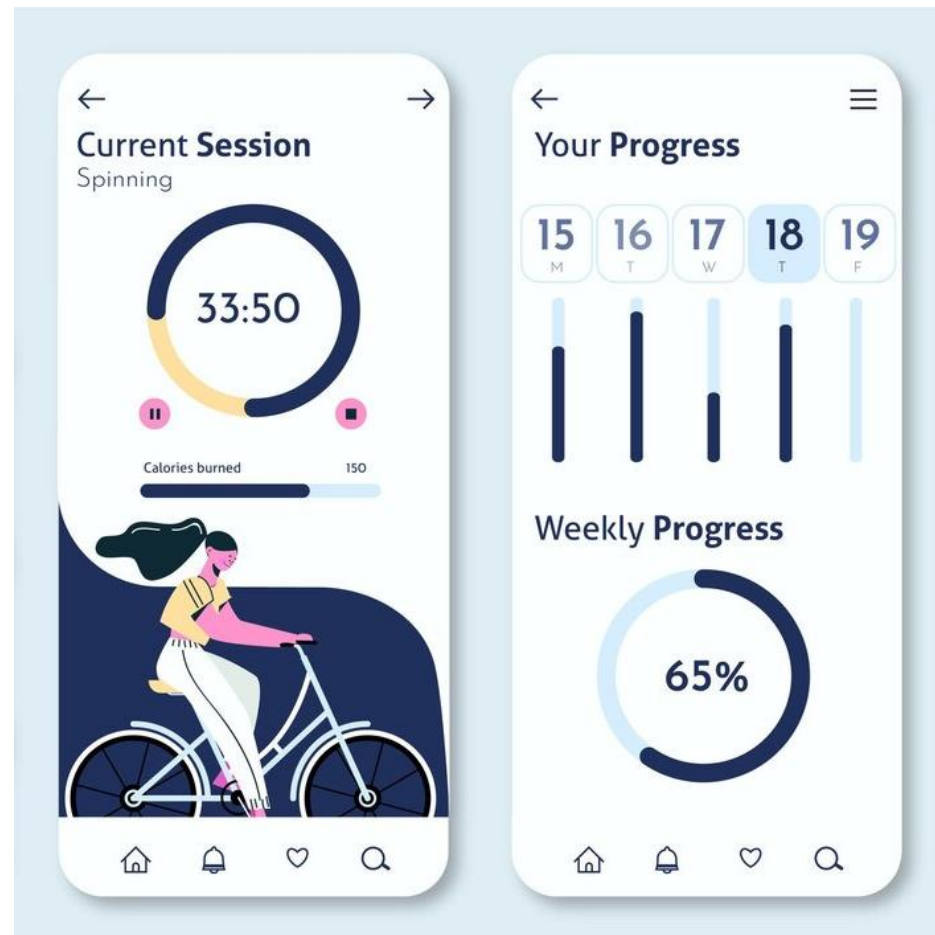 Current Session
Spinning
33:50
Calories burned 150
Your Progress
15 16 17 18 19
M T W T F
Weekly Progress
65%